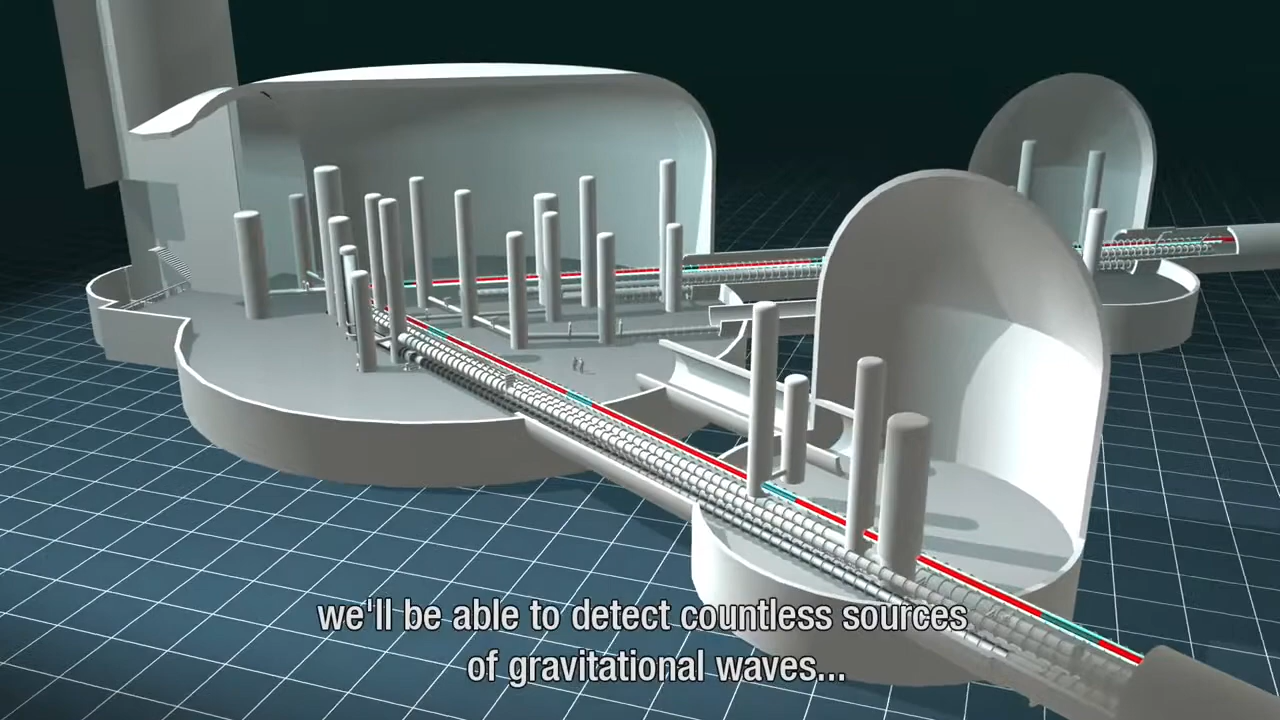 we'll be able to detect countless sources
of gravitational waves...